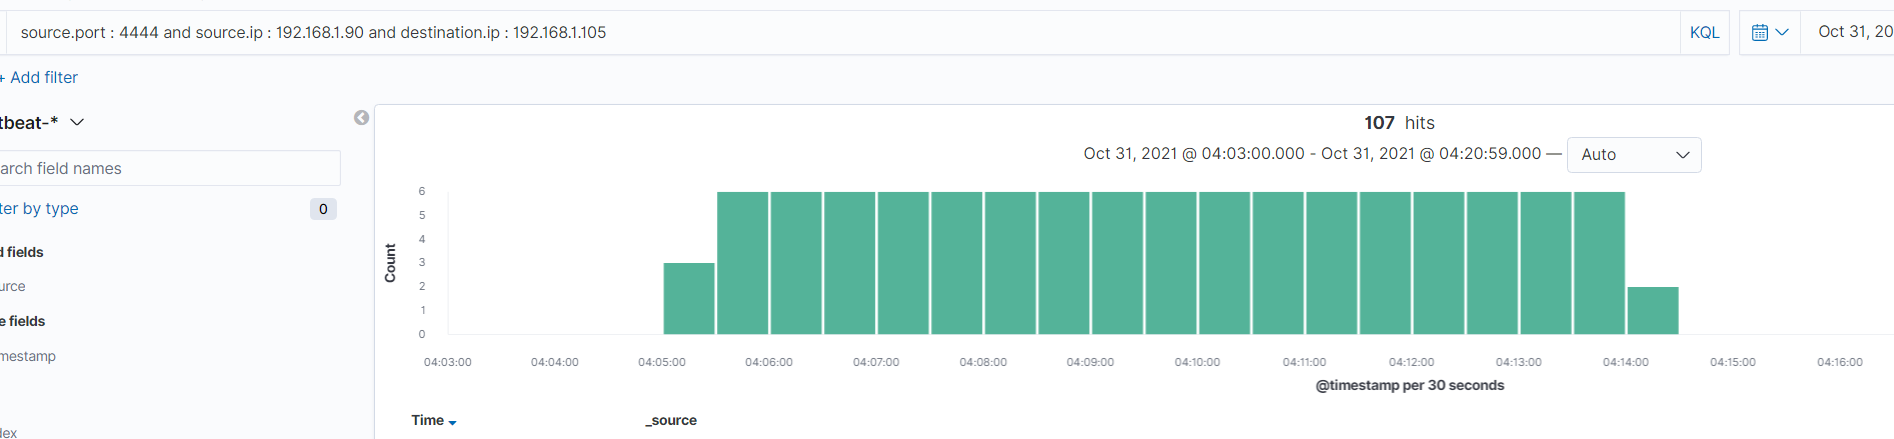 source.port : 4444 and source.ip : 192.168.1.90 and destination.ip : 192.168.1.105
KQL
Oct 31, 20
+ Add filter
tbeat-*
arch field names
ter by type
0
d fields
urce
e fields
mestamp
dex
107 hits
Oct 31, 2021 @ 04:03:00.000 - Oct 31, 2021 @ 04:20:59.000 —
Auto
Count
6
5
4
3
2
1
0
04:03:00 04:04:00 04:05:00 04:06:00 04:07:00 04:08:00 04:09:00 04:10:00 04:11:00 04:12:00 04:13:00 04:14:00 04:15:00 04:16:00
@timestamp per 30 seconds
Time _source